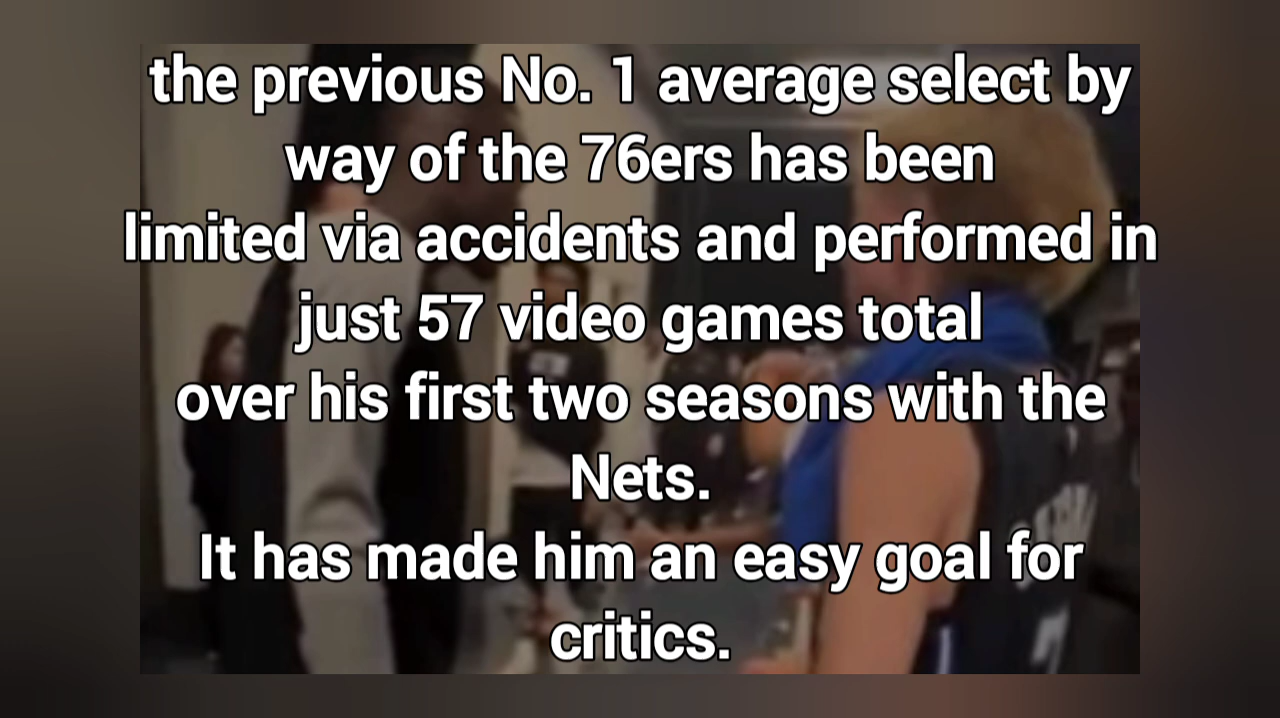 the previous No. 1 average select by
way of the 76ers has been
limited via accidents and performed in
just 57 video games total
over his first two seasons with the
Nets.
It has made him an easy goal for
critics.